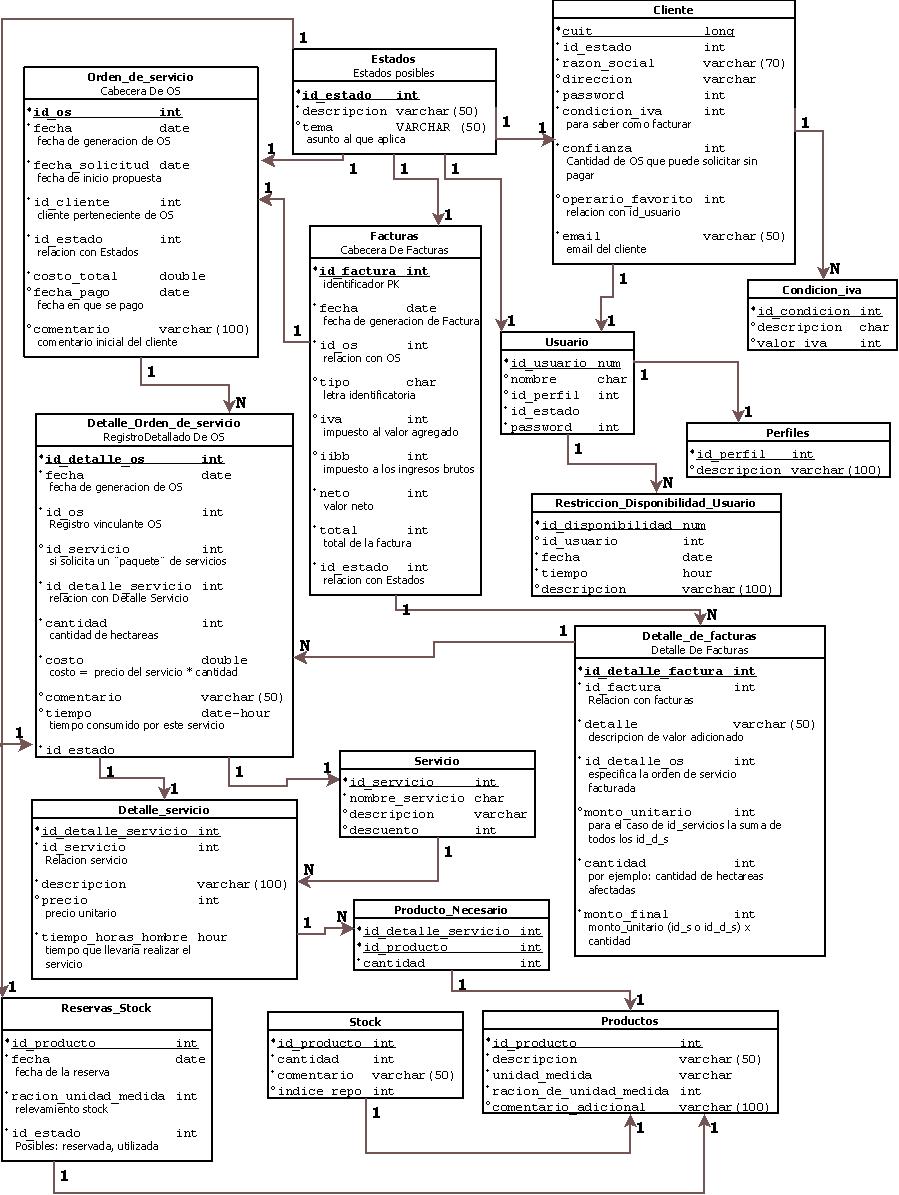 Cliente
cuit long
id_estado int
razon_social varchar(70)
direccion varchar
password int
condicion_iva int
para saber como facturar
confianza int
Cantidad de OS que puede solicitar sin
pagar
operario_favorito int
relacion con id_usuario
email varchar(50)
email del cliente
1
Estados
Estados posibles
id_estado int
descripcion varchar(50)
tema VARCHAR (50)
asunto al que aplica
1
1
1
1
1
1
Orden_de_servicio
Cabecera De OS
id_os int
fecha date
fecha de generacion de OS
fecha_solicitud date
fecha de inicio propuesta
id_cliente int
cliente perteneciente de OS
id_estado int
relacion con Estados
costo_total double
fecha_pago date
fecha en que se pago
comentario varchar(100)
comentario inicial del cliente
1
1
1
1
N
Facturas
Cabecera De Facturas
id_factura int
identificador PK
fecha date
fecha de generacion de Factura
id_os int
relacion con OS
tipo char
letra identificatoria
iva int
impuesto al valor agregado
iibb int
impuesto a los ingresos brutos
neto int
valor neto
total int
total de la factura
id_estado int
relacion con Estados
1
1
N
1
N
Condicion_iva
id_condicion int
descripcion char
valor_iva int
1
1
1
Usuario
id_usuario num
nombre char
id_perfil int
id_estado
password int
1
1
Perfiles
id_perfil int
descripcion varchar(100)
1
N
Restriccion_Disponibilidad_Usuario
id_disponibilidad num
id_usuario int
fecha date
tiempo hour
descripcion varchar(100)
Detalle_Orden_de_servicio
RegistroDetallado De OS
id_detalle_os int
fecha date
fecha de generacion de OS
id_os int
Registro vinculante OS
id_servicio int
si solicita un ¨paquete¨ de servicios
id_detalle_servicio int
relacion con Detalle Servicio
cantidad int
cantidad de hectareas
costo double
costo = precio del servicio * cantidad
comentario varchar(50)
tiempo date-hour
tiempo consumido por este servicio
id_estado
1
N
1
Detalle_de_facturas
Detalle De Facturas
id_detalle_factura int
id_factura int
Relacion con facturas
detalle varchar(50)
descripcion de valor adicionado
id_detalle_os int
especifica la orden de servicio
facturada
monto_unitario int
para el caso de id_servicios la suma de
todos los id_d_s
cantidad int
por ejemplo: cantidad de hectareas
afectadas
monto_final int
monto_unitario (id_s o id_d_s) x
cantidad
1
1
1
1
Servicio
id_servicio int
nombre_servicio char
descripcion varchar
descuento int
1
N
Detalle_servicio
id_detalle_servicio int
id_servicio int
Relacion servicio
descripcion varchar(100)
precio int
precio unitario
tiempo_horas_hombre hour
tiempo que llevaria realizar el
servicio
1
N
Producto_Necesario
id_detalle_servicio int
id_producto int
cantidad int
1
1
1
Reservas_Stock
id_producto int
fecha date
fecha de la reserva
racion_unidad_medida int
relevamiento stock
id_estado int
Posibles: reservada, utilizada
1
Stock
id_producto int
cantidad int
comentario varchar(50)
indice_repo int
1
Productos
id_producto int
descripcion varchar(50)
unidad_medida varchar
racion_de_unidad_medida int
comentario_adicional varchar(100)
1
1